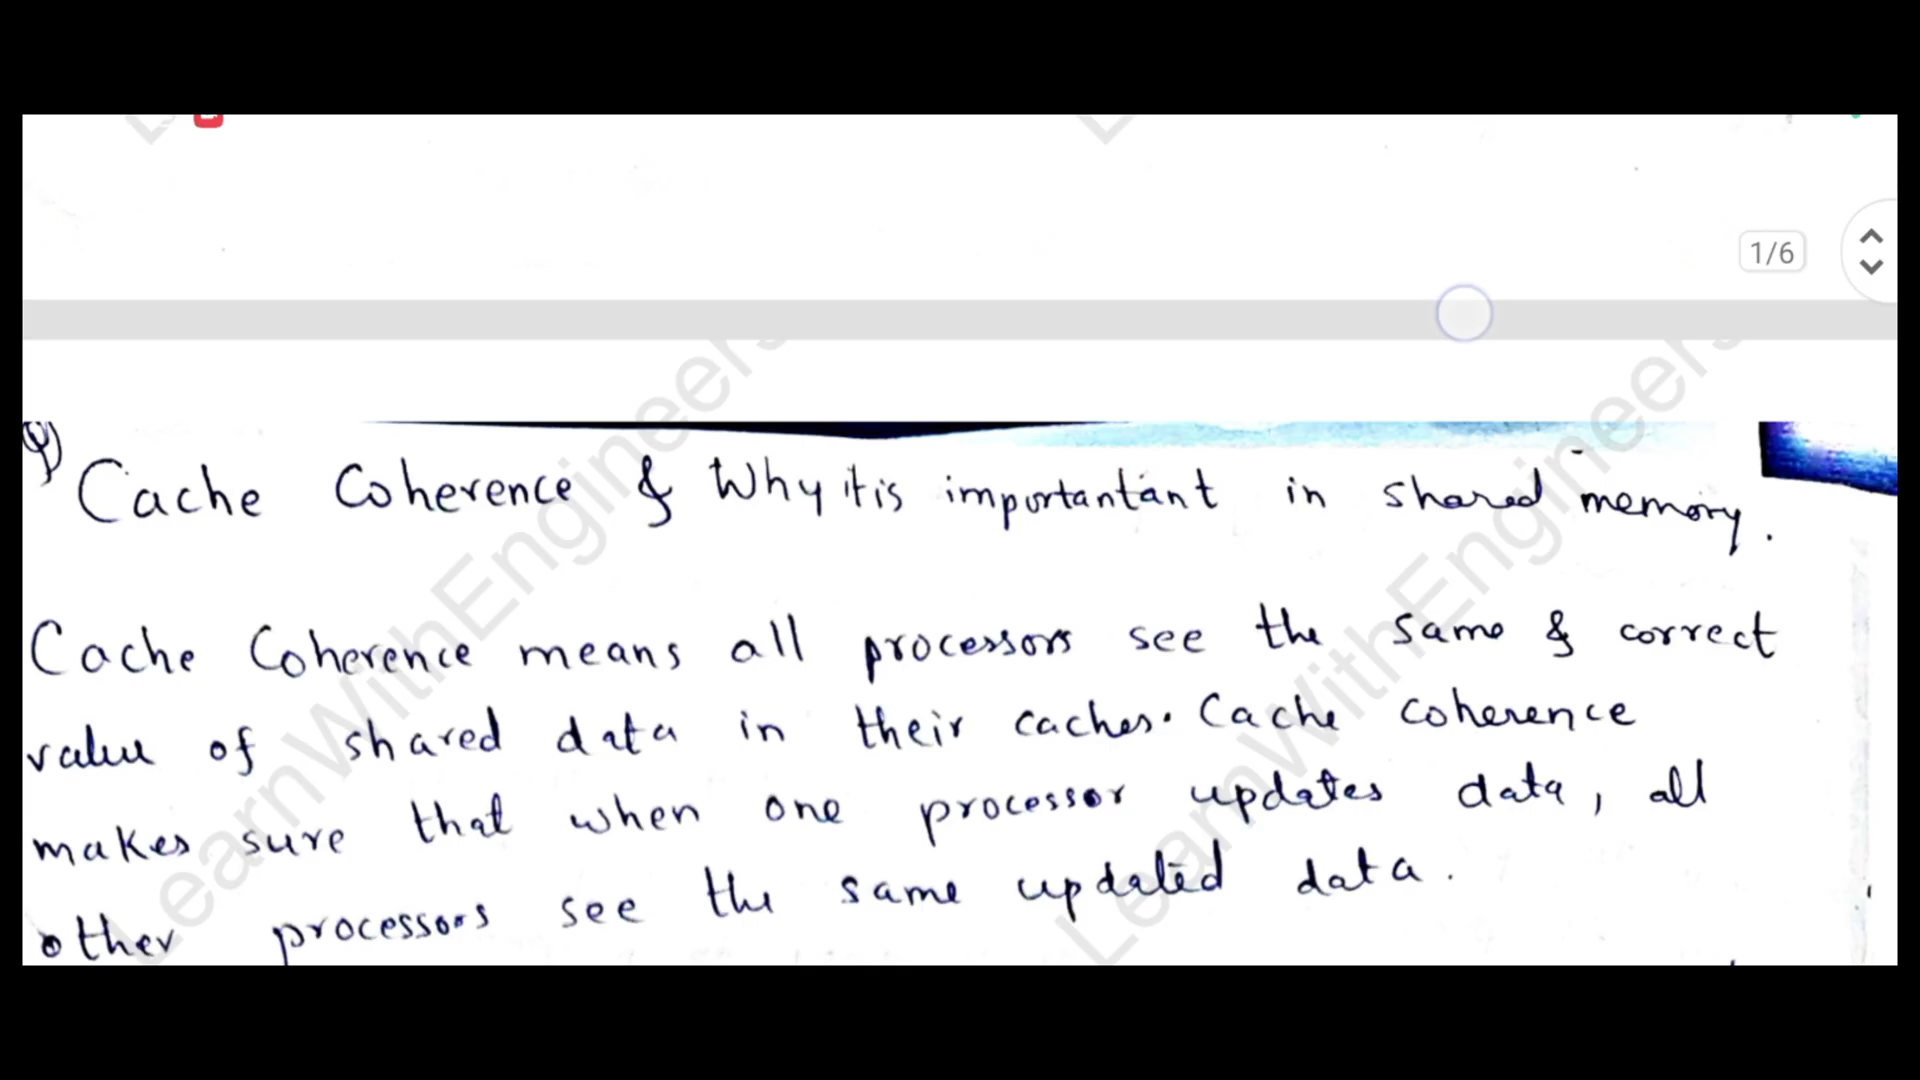 1/6
Q)
Cache Coherence & Why it is importantant in shared memory.
Cache Coherence means all processors see the same & correct
value of shared data in their caches. Cache coherence
makes sure that when one processor updates data, all
other processors see the same updated data.
LearnWithEngineers
LearnWithEngineers